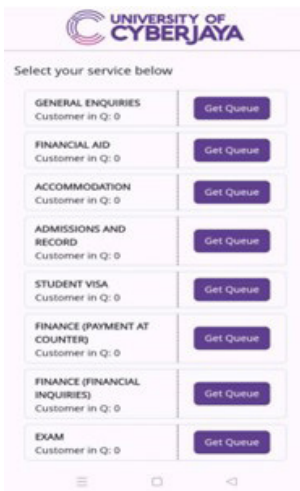 UNIVERSITY OF
CYBERJAYA
Select your service below
GENERAL ENQUIRIES
Customer in Q: 0
Get Queue
FINANCIAL AID
Customer in Q: 0
Get Queue
ACCOMMODATION
Customer in Q: 0
Get Queue
ADMISSIONS AND
RECORD
Customer in Q: 0
Get Queue
STUDENT VISA
Customer in Q: 0
Get Queue
FINANCE (PAYMENT AT
COUNTER)
Customer in Q: 0
Get Queue
FINANCE (FINANCIAL
INQUIRIES)
Customer in Q: 0
Get Queue
EXAM
Customer in Q: 0
Get Queue